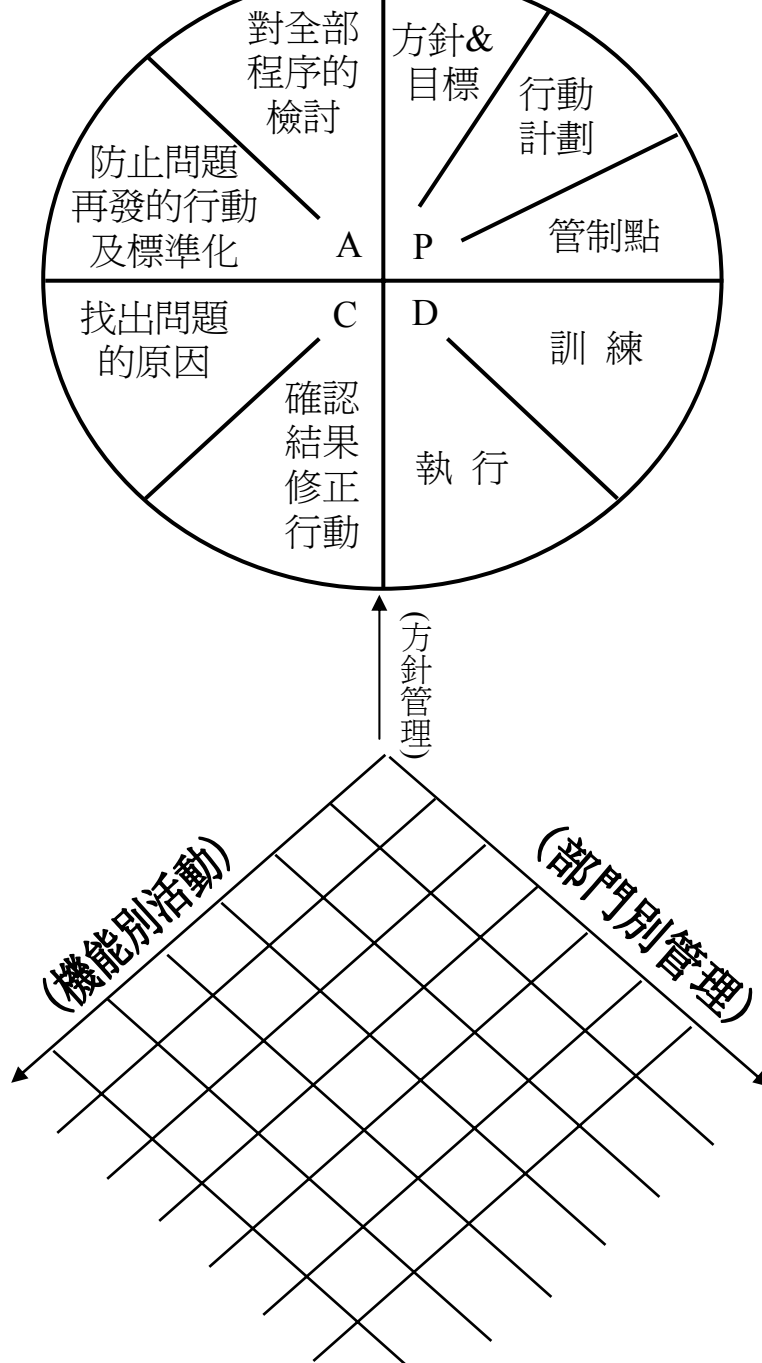 對全部
程序的
檢討
方針&
目標
行動
計劃
管制點
防止問題
再發的行動
及標準化
A
P
C
D
找出問題
的原因
確認
結果
修正
行動
執 行
訓 練
(方針管理)
(機能別活動)
(部門別管理)